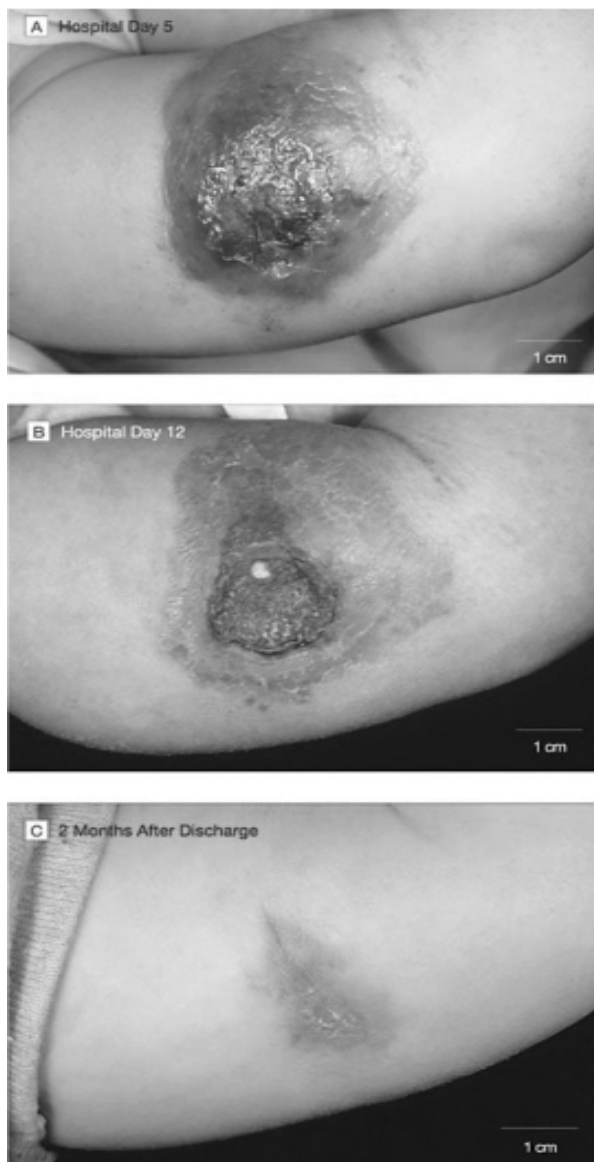 A Hospital Day 5
1 cm
B Hospital Day 12
1 cm
C 2 Months After Discharge
1 cm